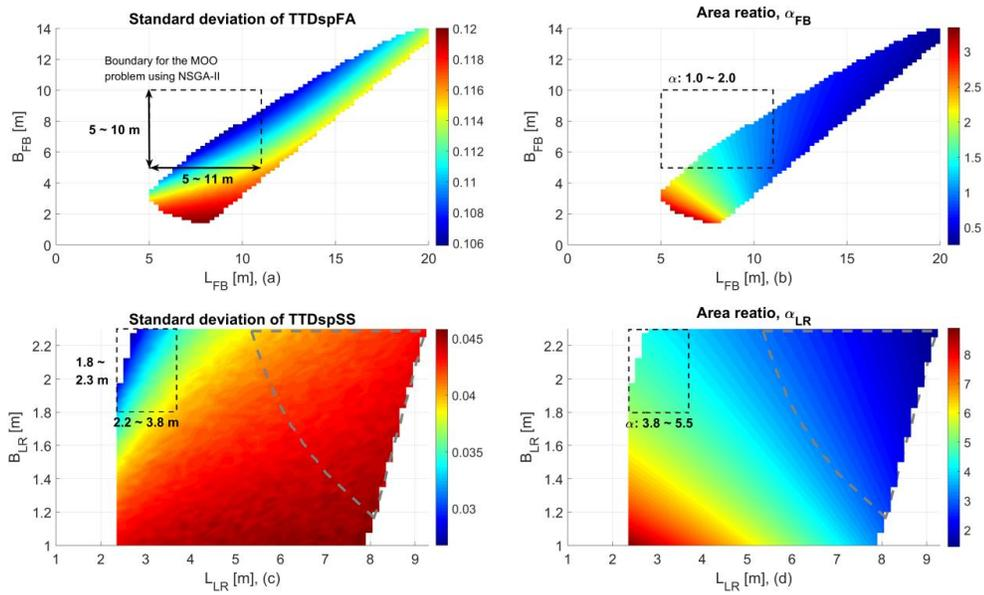 Standard deviation of TTDspFA
14
12
10
8
6
4
2
0
B_FB [m]
Boundary for the MOO
problem using NSGA-II
5 ~ 10 m
5 ~ 11 m
0 5 10 15 20
L_FB [m], (a)
0.12
0.118
0.116
0.114
0.113
0.11
0.108
0.106
Area reatio, α_FB
14
12
10
8
6
4
2
0
B_FB [m]
α: 1.0 ~ 2.0
0 5 10 15 20
L_FB [m], (b)
3
2.5
2
1.5
1
0.5
Standard deviation of TTDspSS
2.2
2
1.8
1.6
1.4
1.2
1
B_LR [m]
1.8 ~
2.3 m
2.2 ~ 3.8 m
1 2 3 4 5 6 7 8 9
L_LR [m], (c)
0.045
0.04
0.035
0.03
Area reatio, α_LR
2.2
2
1.8
1.6
1.4
1.2
1
B_LR [m]
α: 3.8 ~ 5.5
1 2 3 4 5 6 7 8 9
L_LR [m], (d)
8
7
6
5
4
3
2